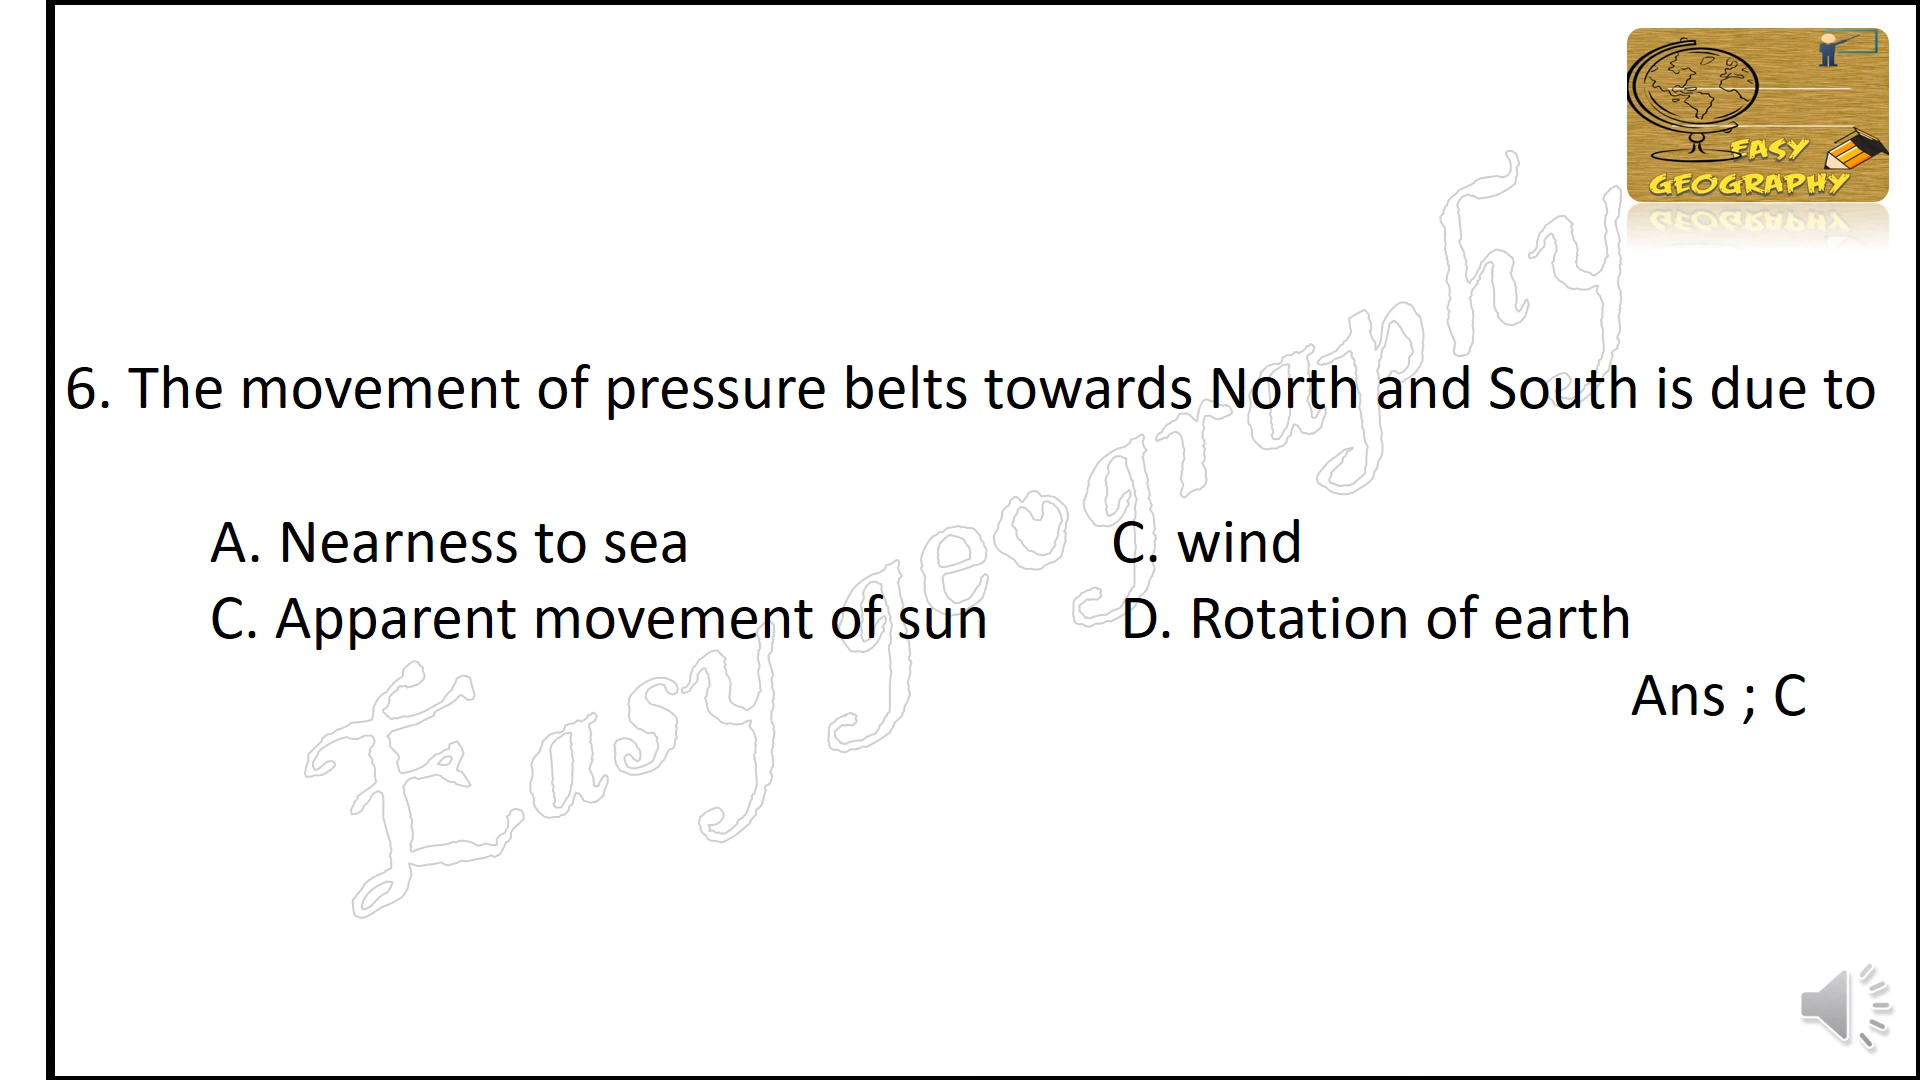 EASY
GEOGRAPHY
6. The movement of pressure belts towards North and South is due to
A. Nearness to sea C. wind
C. Apparent movement of sun D. Rotation of earth
Ans ; C
Easy geography